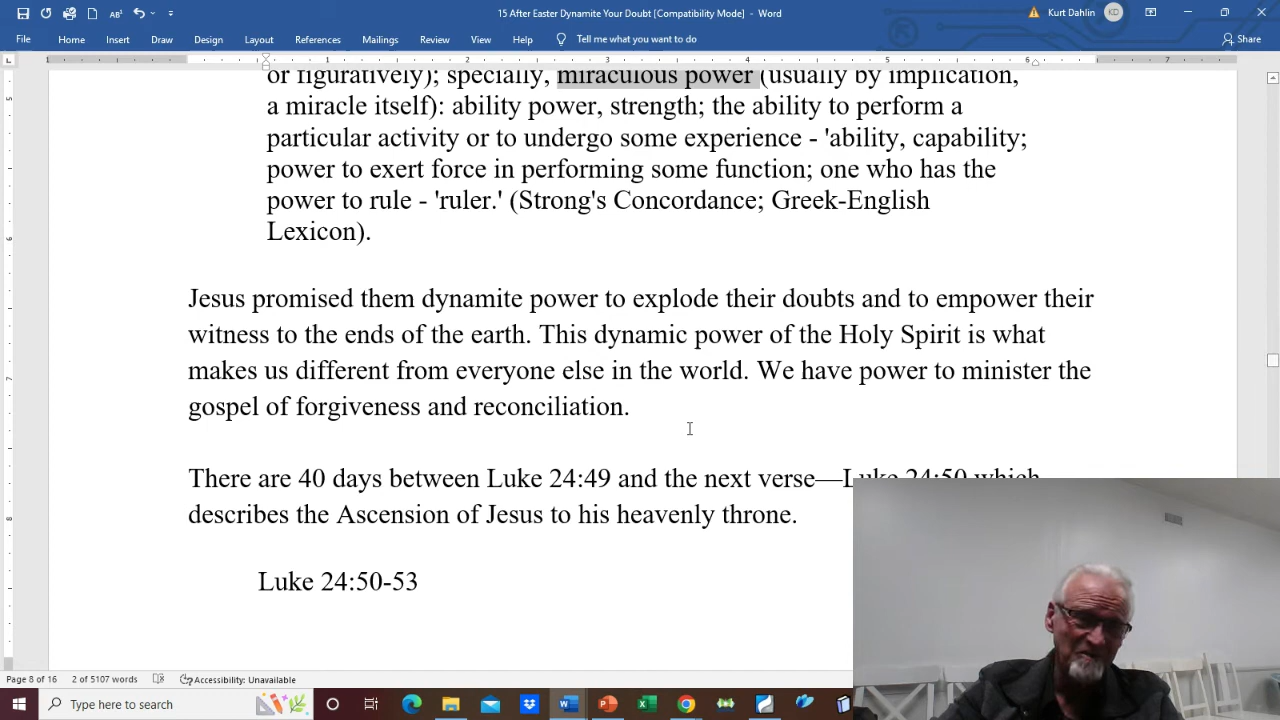 15 After Easter Dynamite Your Doubt [Compatibility Mode] - Word
Kurt Dahlin
KD
File Home Insert Draw Design Layout References Mailings Review View Help Tell me what you want to do
Share
or figuratively); specially, miraculous power (usually by implication,
a miracle itself): ability power, strength; the ability to perform a
particular activity or to undergo some experience - 'ability, capability;
power to exert force in performing some function; one who has the
power to rule - 'ruler.' (Strong's Concordance; Greek-English
Lexicon).
Jesus promised them dynamite power to explode their doubts and to empower their
witness to the ends of the earth. This dynamic power of the Holy Spirit is what
makes us different from everyone else in the world. We have power to minister the
gospel of forgiveness and reconciliation.
There are 40 days between Luke 24:49 and the next verse—Luke 24:50 which
describes the Ascension of Jesus to his heavenly throne.
Luke 24:50-53
Page 8 of 16 2 of 5107 words Accessibility: Unavailable
Type here to search